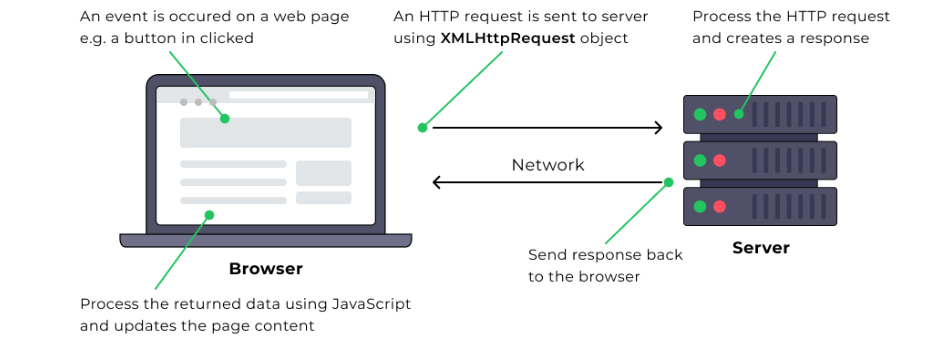 An event is occured on a web page
e.g. a button in clicked
An HTTP request is sent to server
using XMLHttpRequest object
Process the HTTP request
and creates a response
Network
Send response back
to the browser
Server
Browser
Process the returned data using JavaScript
and updates the page content